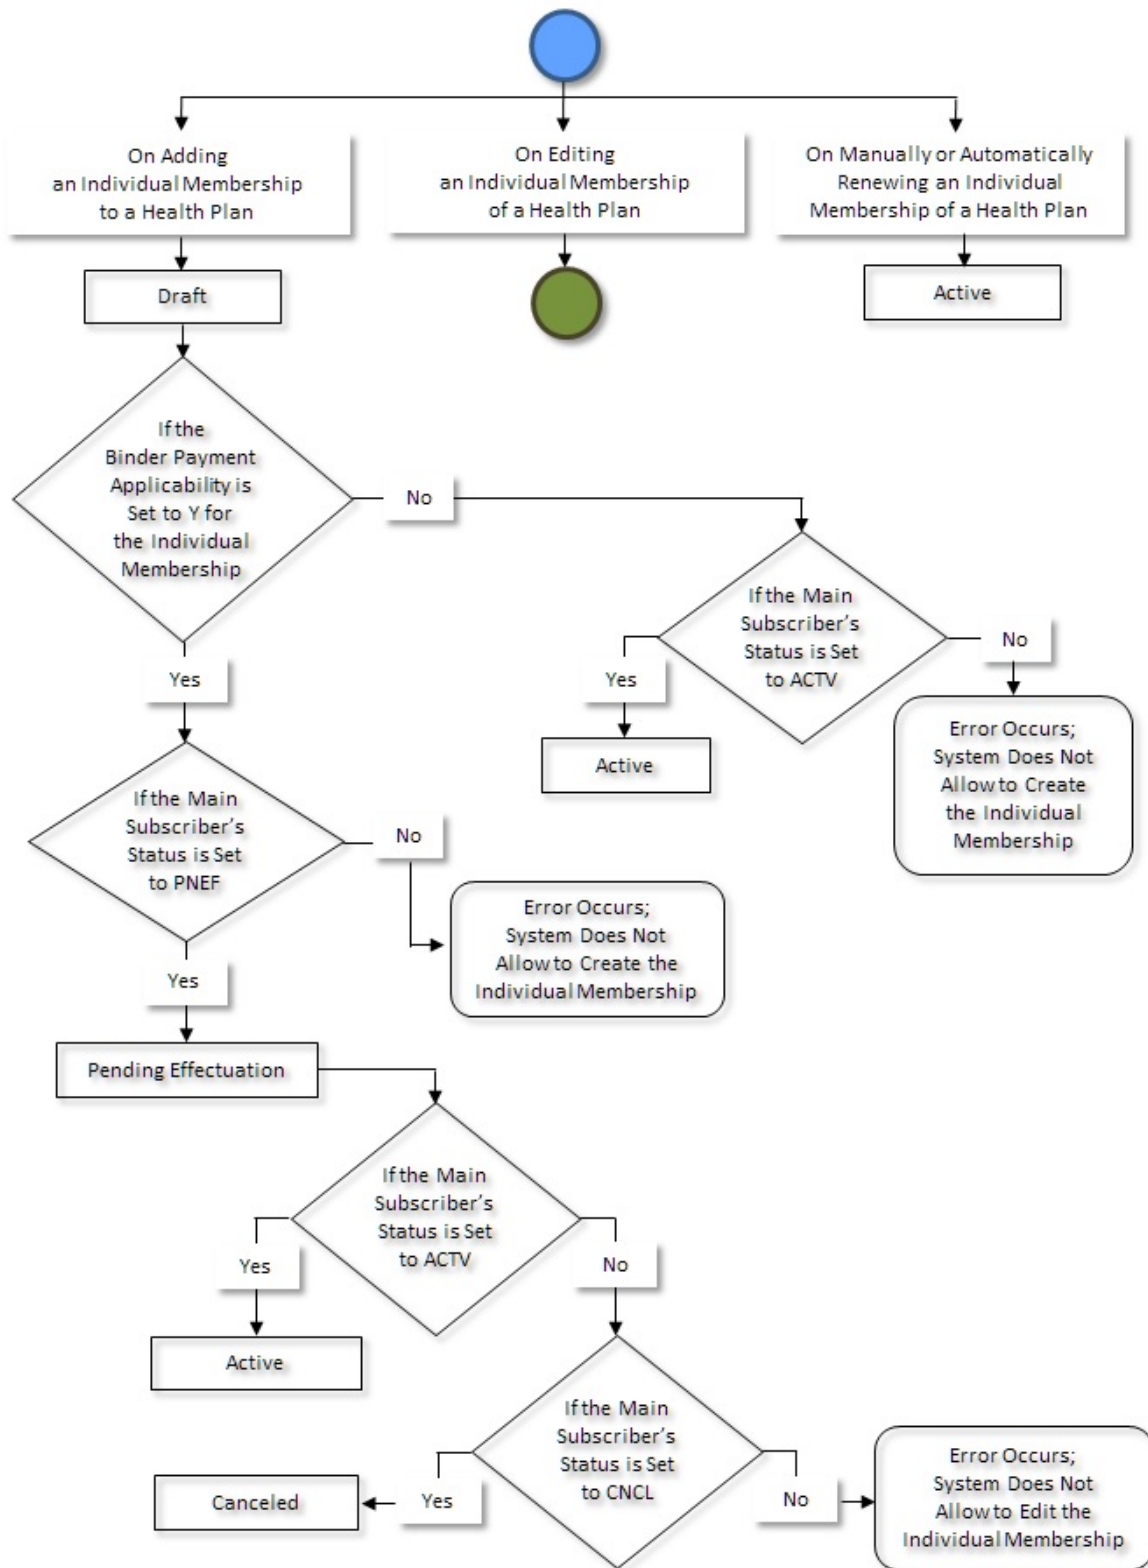 On Adding
an Individual Membership
to a Health Plan
On Editing
an Individual Membership
of a Health Plan
On Manually or Automatically
Renewing an Individual
Membership of a Health Plan
Draft
Active
If the
Binder Payment
Applicability is
Set to Y for
the Individual
Membership
No
If the Main
Subscriber's
Status is Set
to ACTV
Yes
No
Yes
Active
Error Occurs;
System Does Not
Allow to Create
the Individual
Membership
If the Main
Subscriber's
Status is Set
to PNEF
No
Error Occurs;
System Does Not
Allow to Create the
Individual Membership
Yes
Pending Effectuation
If the Main
Subscriber's
Status is Set
to ACTV
Yes
No
Active
If the Main
Subscriber's
Status is Set
to CNCL
Yes
Canceled
No
Error Occurs;
System Does Not
Allow to Edit the
Individual Membership